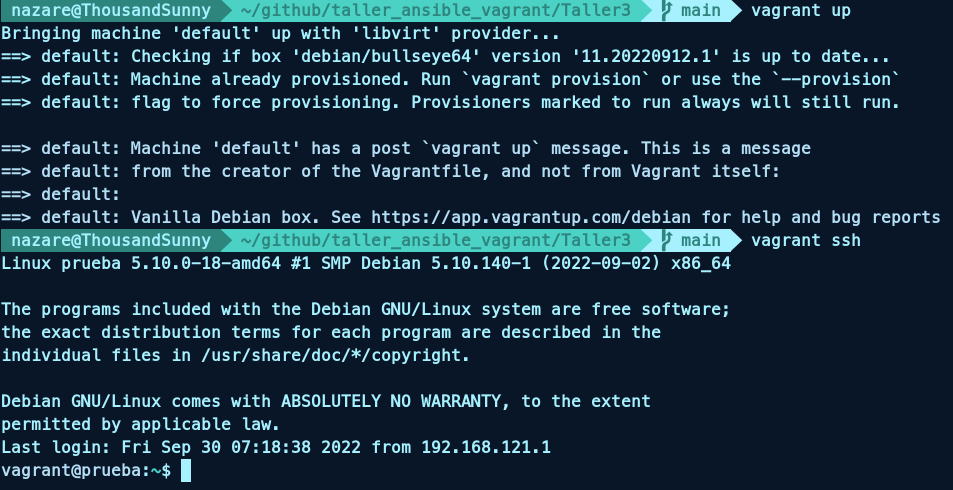 nazare@ThousandSunny ~/github/taller_ansible_vagrant/Taller3 main vagrant up
Bringing machine 'default' up with 'libvirt' provider...
==> default: Checking if box 'debian/bullseye64' version '11.20220912.1' is up to date...
==> default: Machine already provisioned. Run `vagrant provision` or use the `--provision`
==> default: flag to force provisioning. Provisioners marked to run always will still run.

==> default: Machine 'default' has a post `vagrant up` message. This is a message
==> default: from the creator of the Vagrantfile, and not from Vagrant itself:
==> default:
==> default: Vanilla Debian box. See https://app.vagrantup.com/debian for help and bug reports
nazare@ThousandSunny ~/github/taller_ansible_vagrant/Taller3 main vagrant ssh
Linux prueba 5.10.0-18-amd64 #1 SMP Debian 5.10.140-1 (2022-09-02) x86_64

The programs included with the Debian GNU/Linux system are free software;
the exact distribution terms for each program are described in the
individual files in /usr/share/doc/*/copyright.

Debian GNU/Linux comes with ABSOLUTELY NO WARRANTY, to the extent
permitted by applicable law.
Last login: Fri Sep 30 07:18:38 2022 from 192.168.121.1
vagrant@prueba:~$